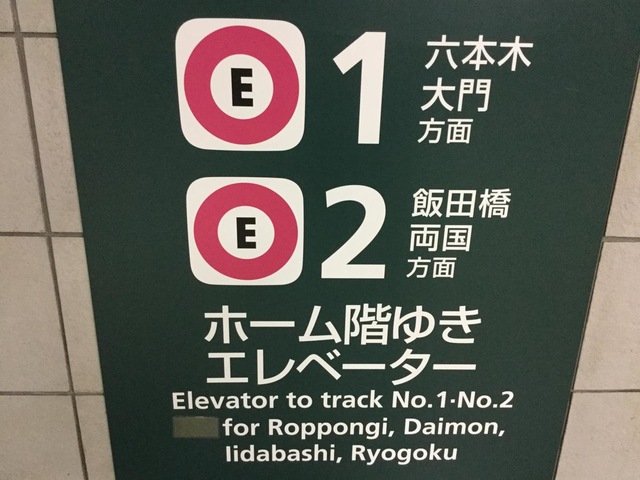 E 1 六本木
大門
方面
E 2 飯田橋
両国
方面
ホーム階ゆき
エレベーター
Elevator to track No.1·No.2
for Roppongi, Daimon,
Iidabashi, Ryogoku